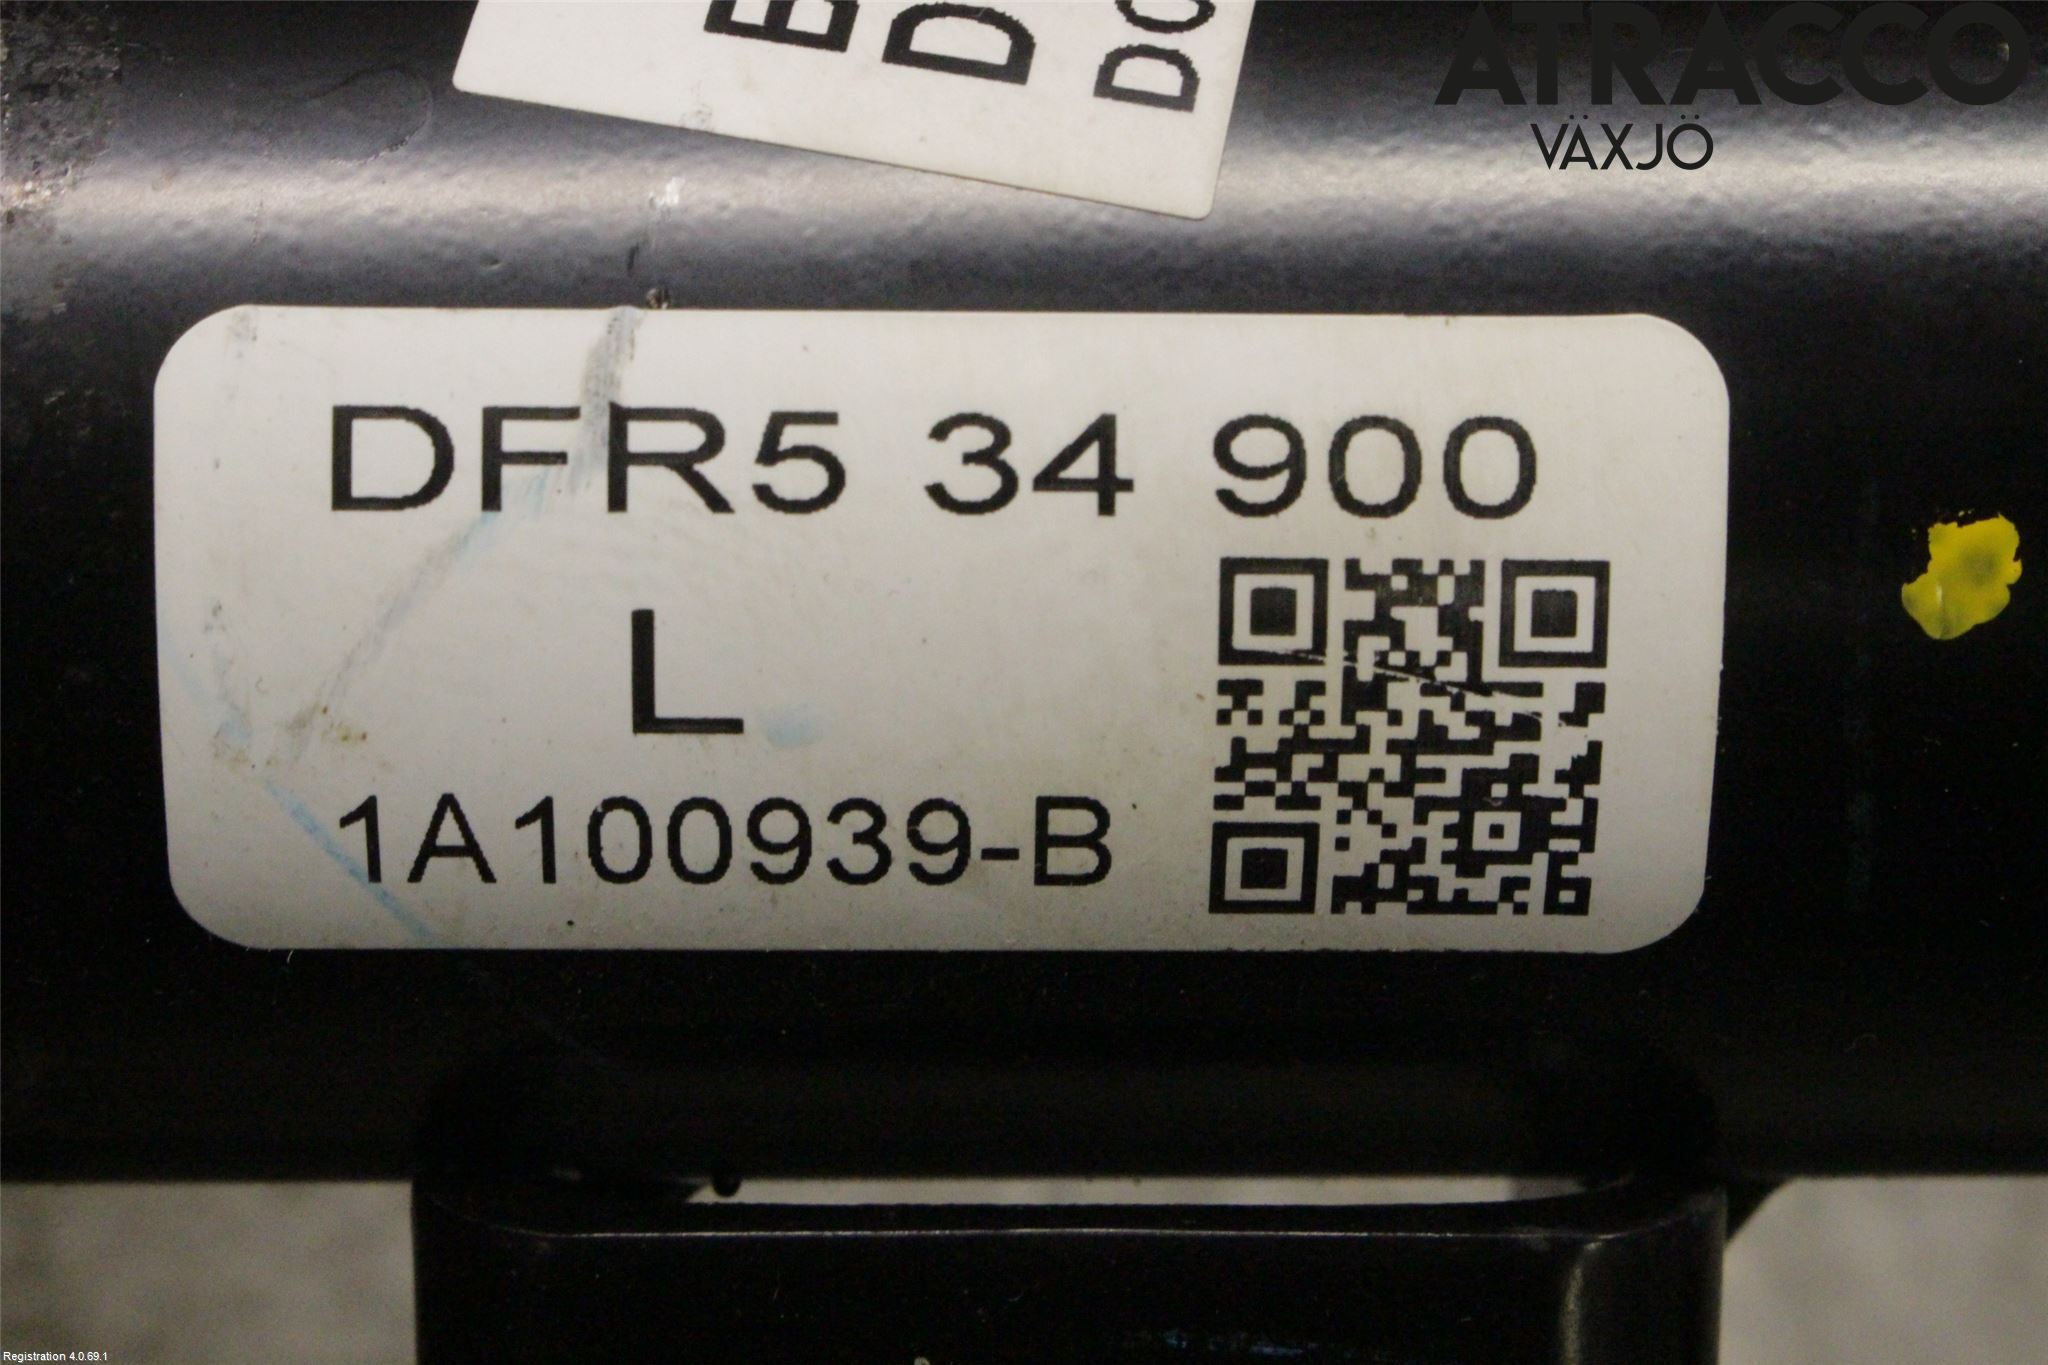 ATRACCO
VÄXJÖ
DFR5 34 900
L
1A100939-B
Registration 4.0.69.1